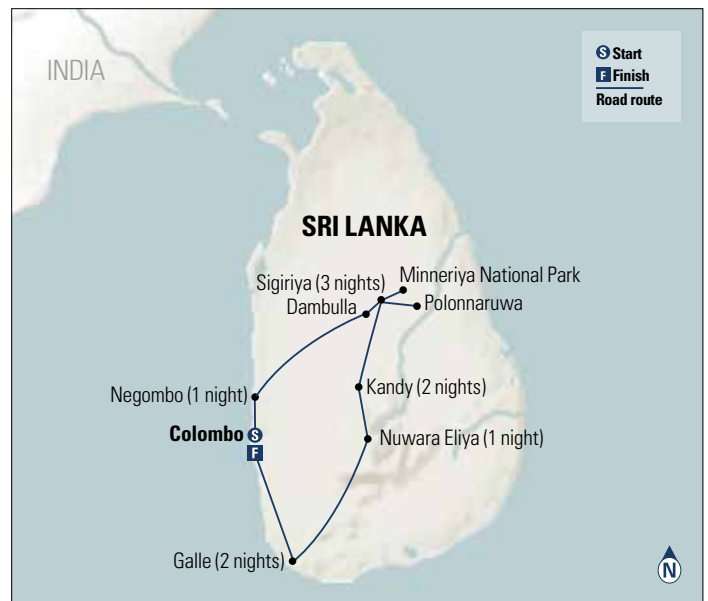 INDIA
S Start
F Finish
Road route
SRI LANKA
Sigiriya (3 nights)
Minneriya National Park
Dambulla
Polonnaruwa
Negombo (1 night)
Kandy (2 nights)
Colombo S
F
Nuwara Eliya (1 night)
Galle (2 nights)
N